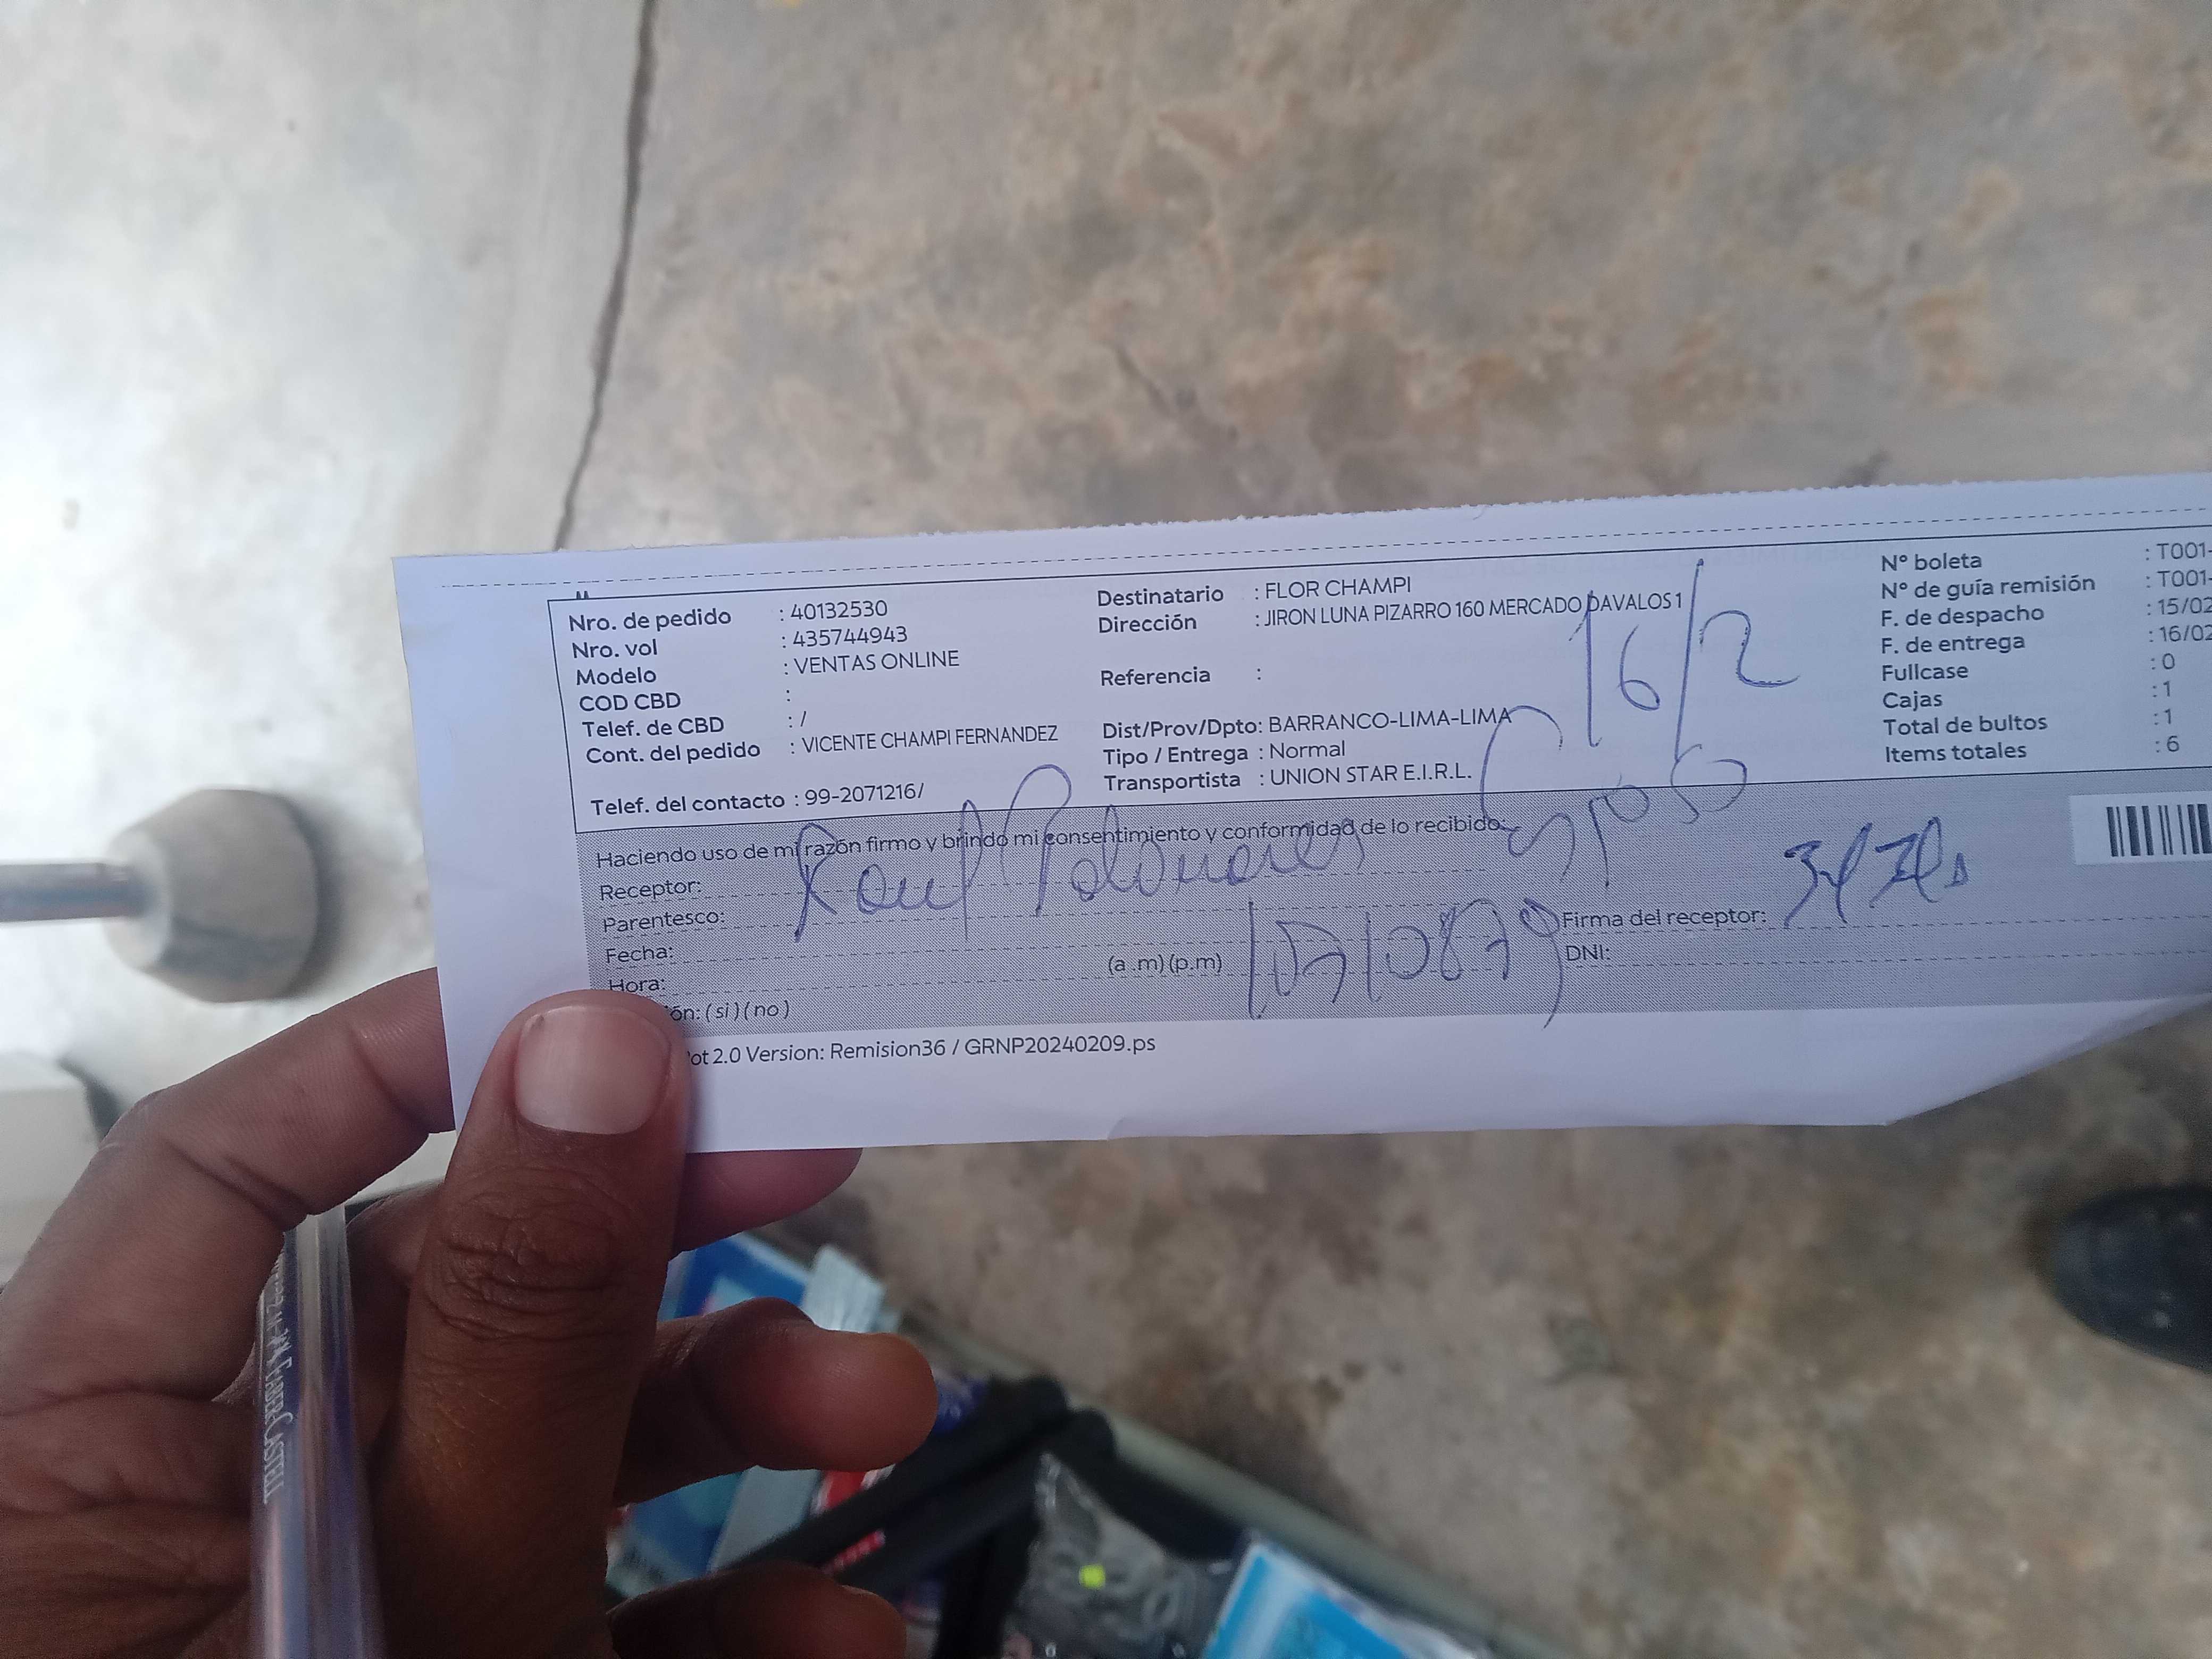 Nro. de pedido : 40132530
Nro. vol : 435744943
Modelo : VENTAS ONLINE
COD CBD :
Telef. de CBD : /
Cont. del pedido : VICENTE CHAMPI FERNANDEZ
Telef. del contacto : 99-2071216/
Destinatario : FLOR CHAMPI
Dirección : JIRON LUNA PIZARRO 160 MERCADO DAVALOS 1
Referencia :
Dist/Prov/Dpto: BARRANCO-LIMA-LIMA
Tipo / Entrega : Normal
Transportista : UNION STAR E.I.R.L.
N° boleta : T001-
N° de guía remisión : T001-
F. de despacho : 15/02
F. de entrega : 16/02
Fullcase : 0
Cajas : 1
Total de bultos : 1
Items totales : 6
16/2
Haciendo uso de mi razón firmo y brindo mi consentimiento y conformidad de lo recibido:
Receptor:
Parentesco:
Fecha:
Hora: (a .m) (p.m)
ón: ( si ) ( no )
Firma del receptor:
DNI:
ot 2.0 Version: Remision36 / GRNP20240209.ps